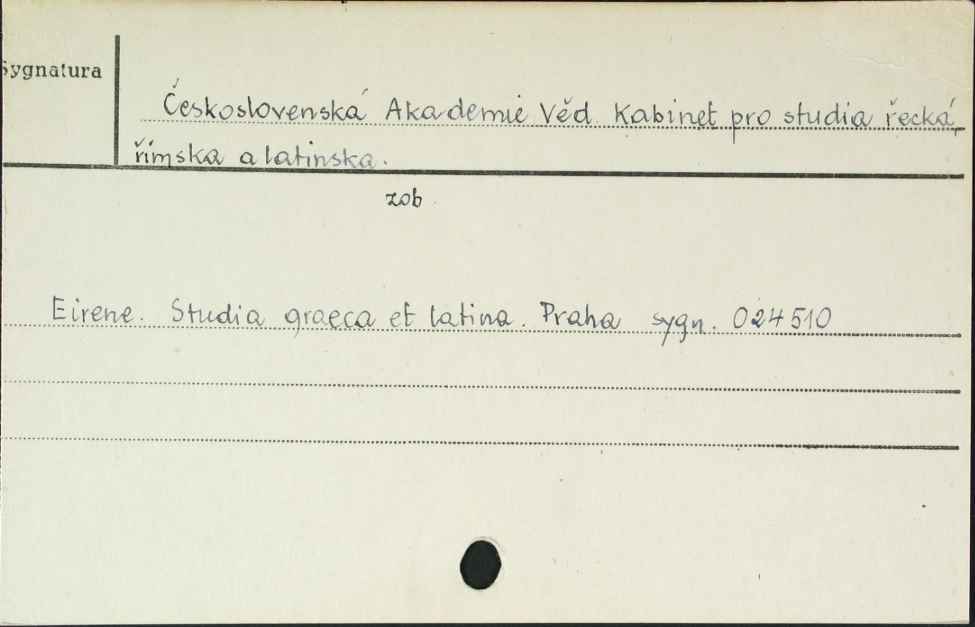 Sygnatura
Československá Akademie Věd. Kabinet pro studia řecká,
římska a latinska.
zob
Eirene. Studia graeca et latina. Praha sygn. 024510